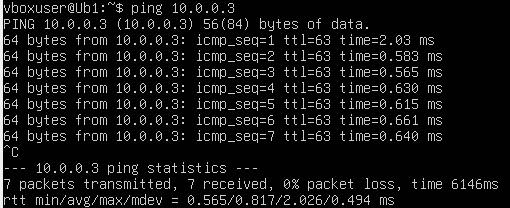 vboxuser@Ub1:~$ ping 10.0.0.3
PING 10.0.0.3 (10.0.0.3) 56(84) bytes of data.
64 bytes from 10.0.0.3: icmp_seq=1 ttl=63 time=2.03 ms
64 bytes from 10.0.0.3: icmp_seq=2 ttl=63 time=0.583 ms
64 bytes from 10.0.0.3: icmp_seq=3 ttl=63 time=0.565 ms
64 bytes from 10.0.0.3: icmp_seq=4 ttl=63 time=0.630 ms
64 bytes from 10.0.0.3: icmp_seq=5 ttl=63 time=0.615 ms
64 bytes from 10.0.0.3: icmp_seq=6 ttl=63 time=0.661 ms
64 bytes from 10.0.0.3: icmp_seq=7 ttl=63 time=0.640 ms
^C
--- 10.0.0.3 ping statistics ---
7 packets transmitted, 7 received, 0% packet loss, time 6146ms
rtt min/avg/max/mdev = 0.565/0.817/2.026/0.494 ms